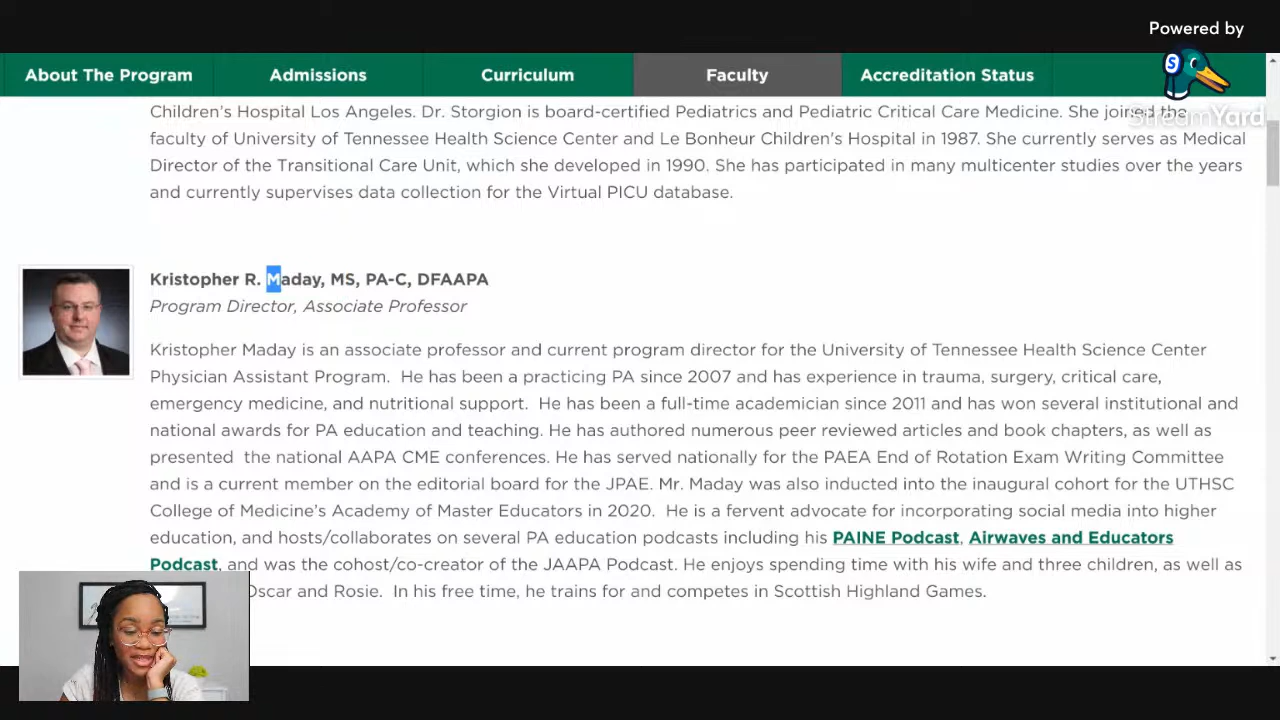 Powered by
About The Program Admissions Curriculum Faculty Accreditation Status
StreamYard
Children's Hospital Los Angeles. Dr. Storgion is board-certified Pediatrics and Pediatric Critical Care Medicine. She joined the
faculty of University of Tennessee Health Science Center and Le Bonheur Children's Hospital in 1987. She currently serves as Medical
Director of the Transitional Care Unit, which she developed in 1990. She has participated in many multicenter studies over the years
and currently supervises data collection for the Virtual PICU database.
Kristopher R. Maday, MS, PA-C, DFAAPA
Program Director, Associate Professor
Kristopher Maday is an associate professor and current program director for the University of Tennessee Health Science Center
Physician Assistant Program. He has been a practicing PA since 2007 and has experience in trauma, surgery, critical care,
emergency medicine, and nutritional support. He has been a full-time academician since 2011 and has won several institutional and
national awards for PA education and teaching. He has authored numerous peer reviewed articles and book chapters, as well as
presented the national AAPA CME conferences. He has served nationally for the PAEA End of Rotation Exam Writing Committee
and is a current member on the editorial board for the JPAE. Mr. Maday was also inducted into the inaugural cohort for the UTHSC
College of Medicine's Academy of Master Educators in 2020. He is a fervent advocate for incorporating social media into higher
education, and hosts/collaborates on several PA education podcasts including his PAINE Podcast, Airwaves and Educators
Podcast, and was the cohost/co-creator of the JAAPA Podcast. He enjoys spending time with his wife and three children, as well as
Oscar and Rosie. In his free time, he trains for and competes in Scottish Highland Games.